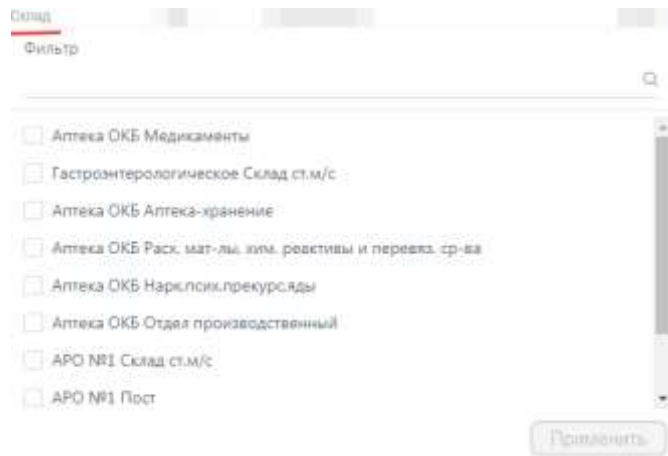 Склад
Фильтр
Аптека ОКБ Медикаменты
Гастроэнтерологическое Склад ст.м/с
Аптека ОКБ Аптека-хранение
Аптека ОКБ Расх. мат-лы, хим. реактивы и перевяз. ср-ва
Аптека ОКБ Нарк.псих.прекурс.яды
Аптека ОКБ Отдел производственный
АРО №1 Склад ст.м/с
АРО №1 Пост
Применить